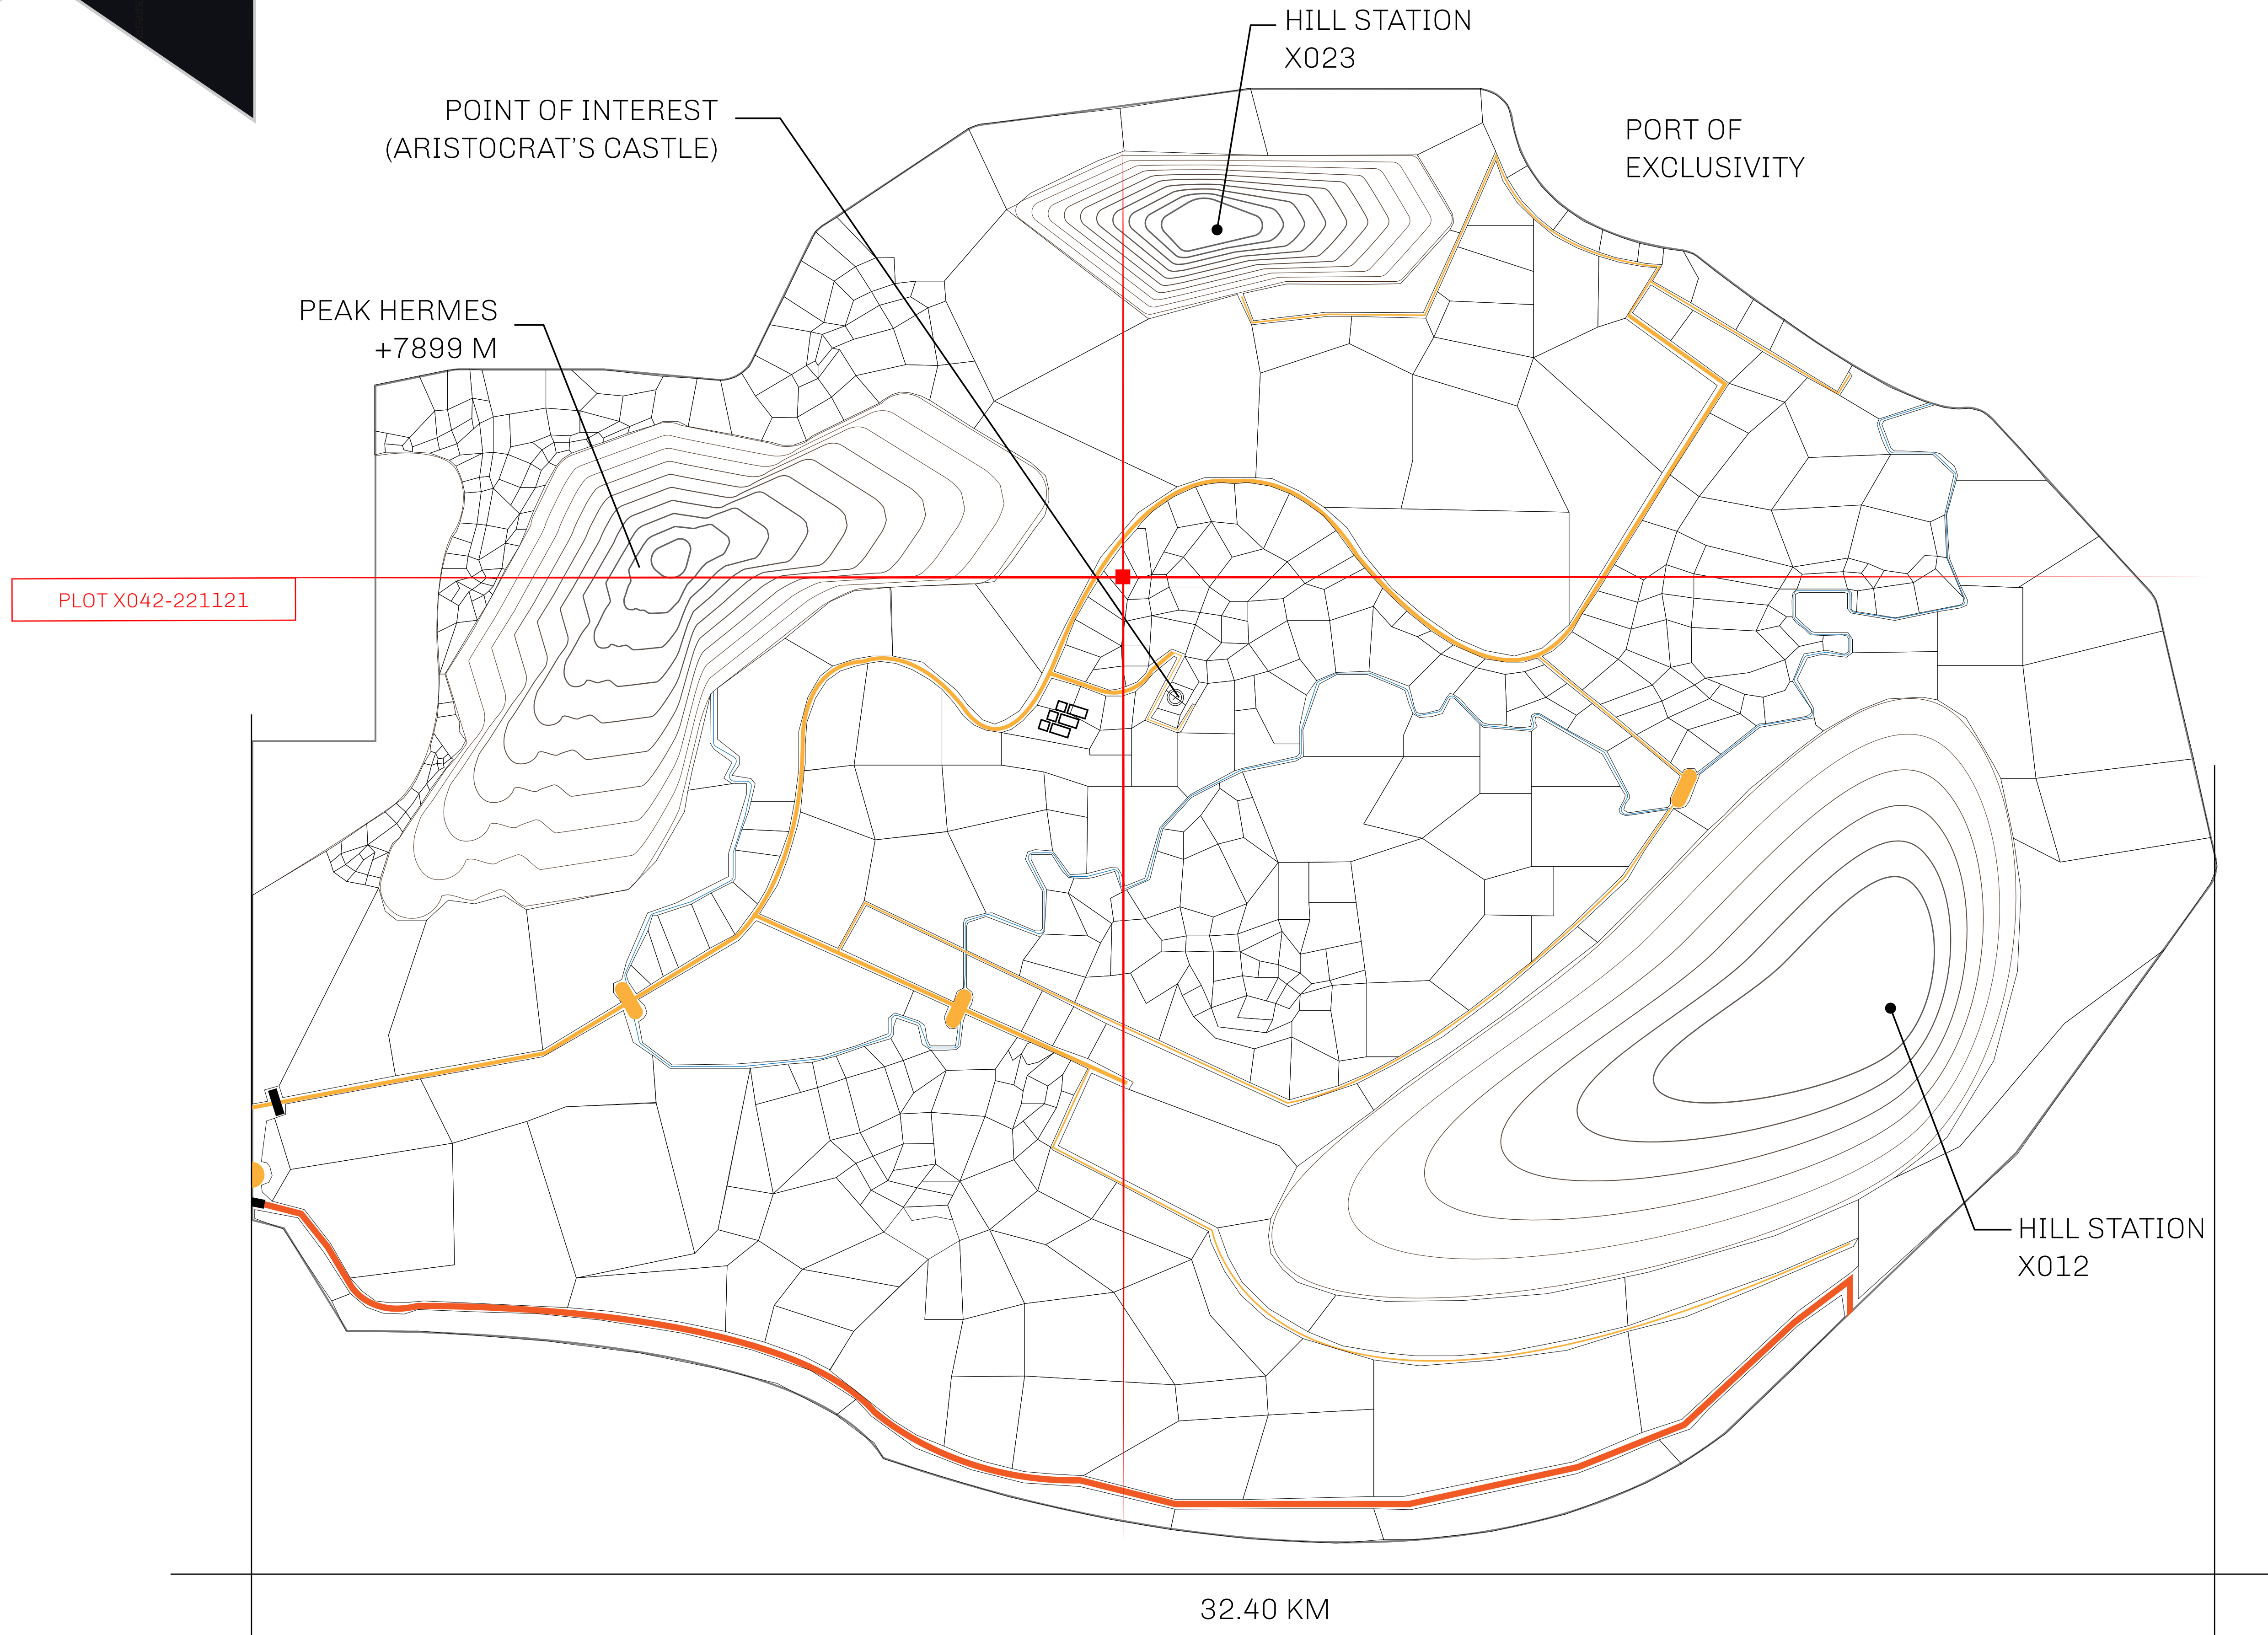 HILL STATION
X023
POINT OF INTEREST
(ARISTOCRAT'S CASTLE)
PORT OF
EXCLUSIVITY
PEAK HERMES
+7899 M
PLOT X042-221121
HILL STATION
X012
32.40 KM